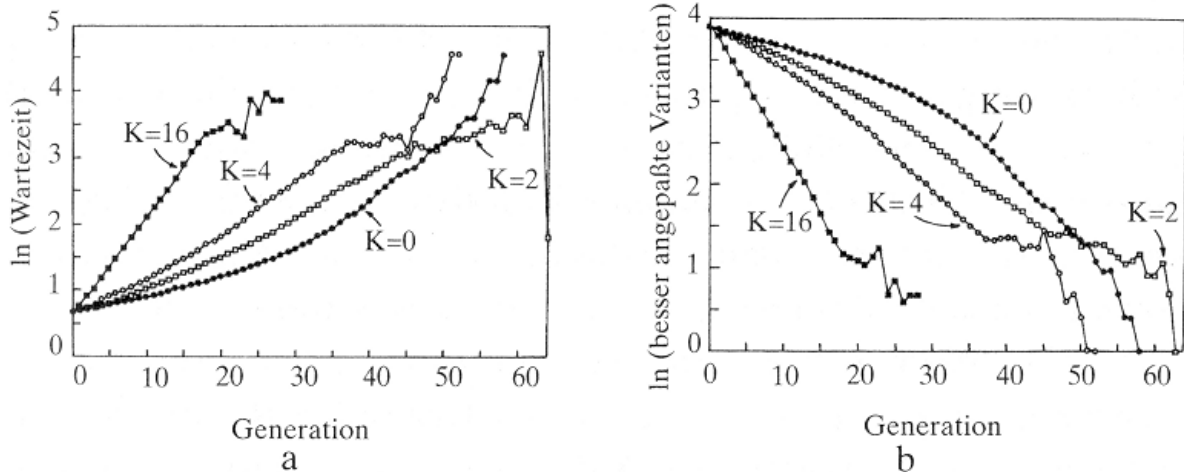 5
4
3
2
1
0
ln (Wartezeit)
K=16
K=4
K=2
K=0
0 10 20 30 40 50 60
Generation
a
4
3
2
1
0
ln (besser angepaßte Varianten)
K=0
K=2
K=4
K=16
0 10 20 30 40 50 60
Generation
b